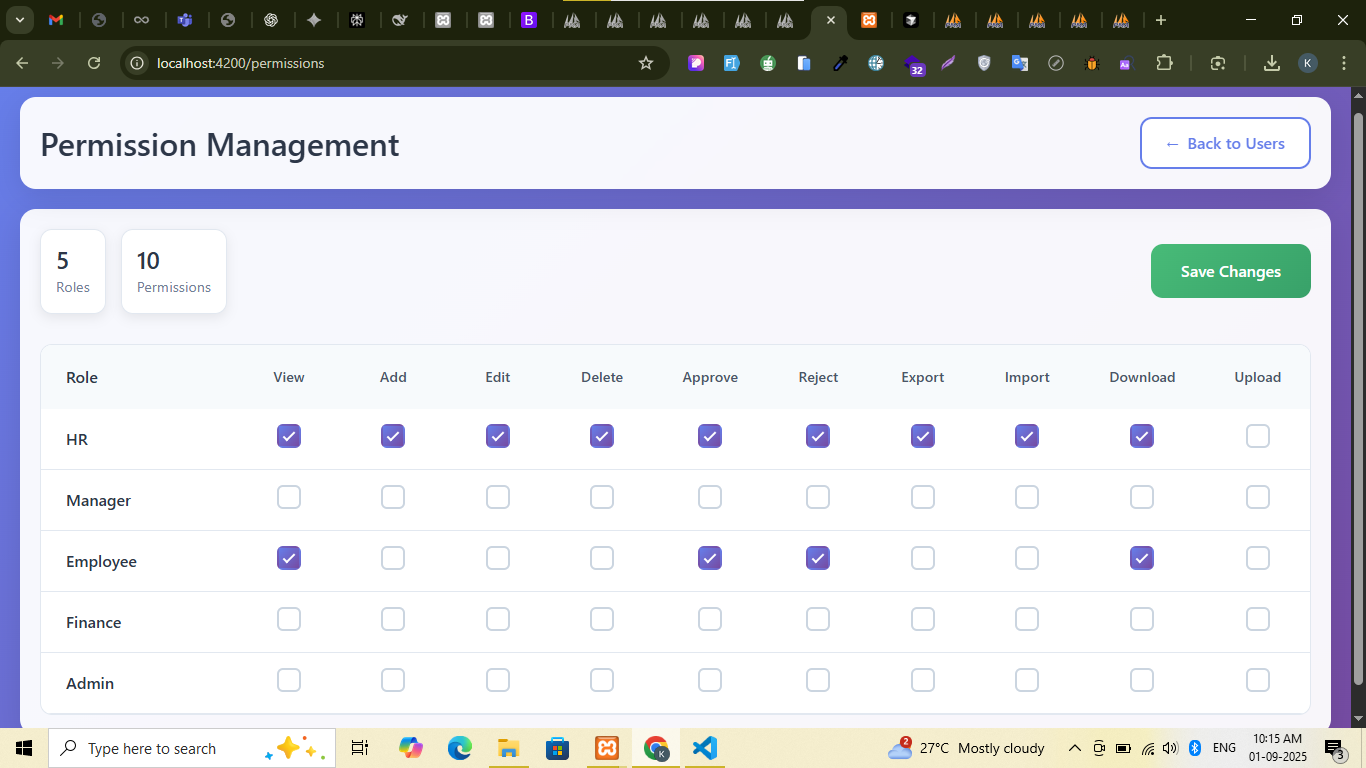 localhost:4200/permissions
32
K
Permission Management
← Back to Users
5
Roles
10
Permissions
Save Changes
Role View Add Edit Delete Approve Reject Export Import Download Upload
HR
Manager
Employee
Finance
Admin
Type here to search
2
27°C Mostly cloudy
ENG
10:15 AM
01-09-2025
3